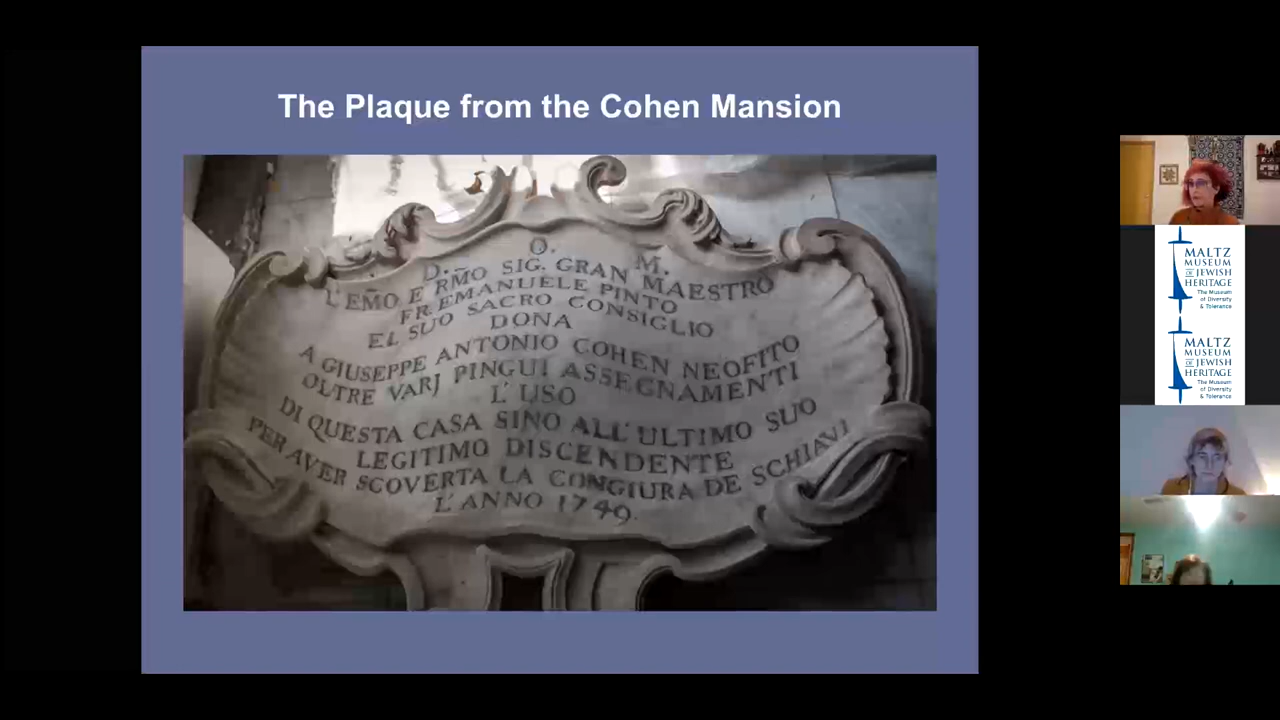 The Plaque from the Cohen Mansion
D. O. M.
L'EM̃O E RM̃O SIG. GRAN MAESTRO
FR. EMANUELE PINTO
EL SUO SACRO CONSIGLIO
DONA
A GIUSEPPE ANTONIO COHEN NEOFITO
OLTRE VARJ PINGUI ASSEGNAMENTI
L'USO
DI QUESTA CASA SINO ALL'ULTIMO SUO
LEGITIMO DISCENDENTE
PER AVER SCOVERTA LA CONGIURA DE SCHIAVI
L'ANNO 1749.
MALTZ
MUSEUM
OF JEWISH
HERITAGE
The Museum
of Diversity
& Tolerance
MALTZ
MUSEUM
OF JEWISH
HERITAGE
The Museum
of Diversity
& Tolerance